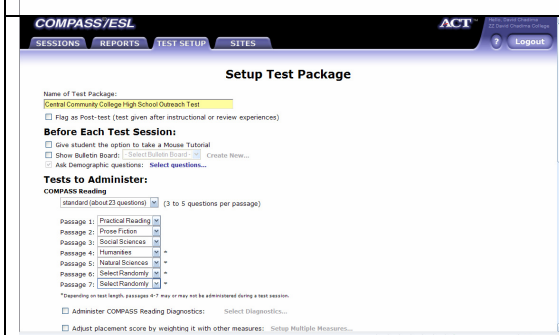 COMPASS/ESL
ACT
Hello, David Chadima
ZZ David Chadima College
SESSIONS REPORTS TEST SETUP SITES
? Logout
Setup Test Package
Name of Test Package:
Central Community College High School Outreach Test
Flag as Post-test (test given after instructional or review experiences)
Before Each Test Session:
Give student the option to take a Mouse Tutorial
Show Bulletin Board: - Select Bulletin Board - Create New...
Ask Demographic questions: Select questions...
Tests to Administer:
COMPASS Reading
standard (about 23 questions) (3 to 5 questions per passage)
Passage 1: Practical Reading
Passage 2: Prose Fiction
Passage 3: Social Sciences
Passage 4: Humanities *
Passage 5: Natural Sciences *
Passage 6: Select Randomly *
Passage 7: Select Randomly *
*Depending on test length, passages 4-7 may or may not be administered during a test session.
Administer COMPASS Reading Diagnostics: Select Diagnostics...
Adjust placement score by weighting it with other measures: Setup Multiple Measures...